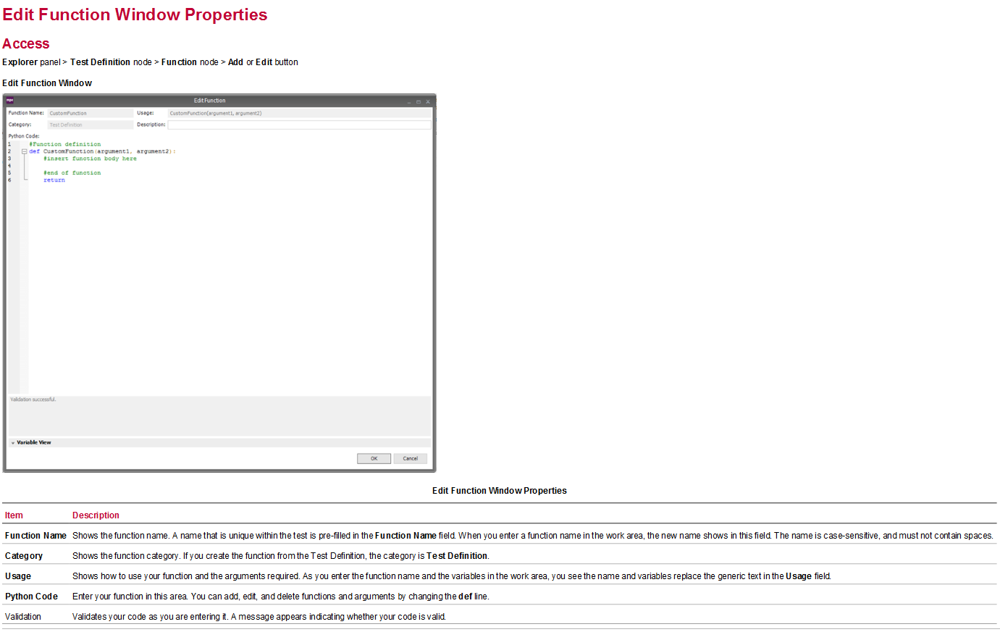 Edit Function Window Properties
Access
Explorer panel > Test Definition node > Function node > Add or Edit button
Edit Function Window
mpe
Edit Function
Function Name: CustomFunction Usage: CustomFunction(argument1, argument2)
Category: Test Definition Description:
Python Code:
1 #Function definition
2 def CustomFunction(argument1, argument2):
3 #insert function body here
4
5 #end of function
6 return
Validation successful.
Variable View
OK Cancel
Edit Function Window Properties
Item Description
Function Name Shows the function name. A name that is unique within the test is pre-filled in the Function Name field. When you enter a function name in the work area, the new name shows in this field. The name is case-sensitive, and must not contain spaces.
Category Shows the function category. If you create the function from the Test Definition, the category is Test Definition.
Usage Shows how to use your function and the arguments required. As you enter the function name and the variables in the work area, you see the name and variables replace the generic text in the Usage field.
Python Code Enter your function in this area. You can add, edit, and delete functions and arguments by changing the def line.
Validation Validates your code as you are entering it. A message appears indicating whether your code is valid.